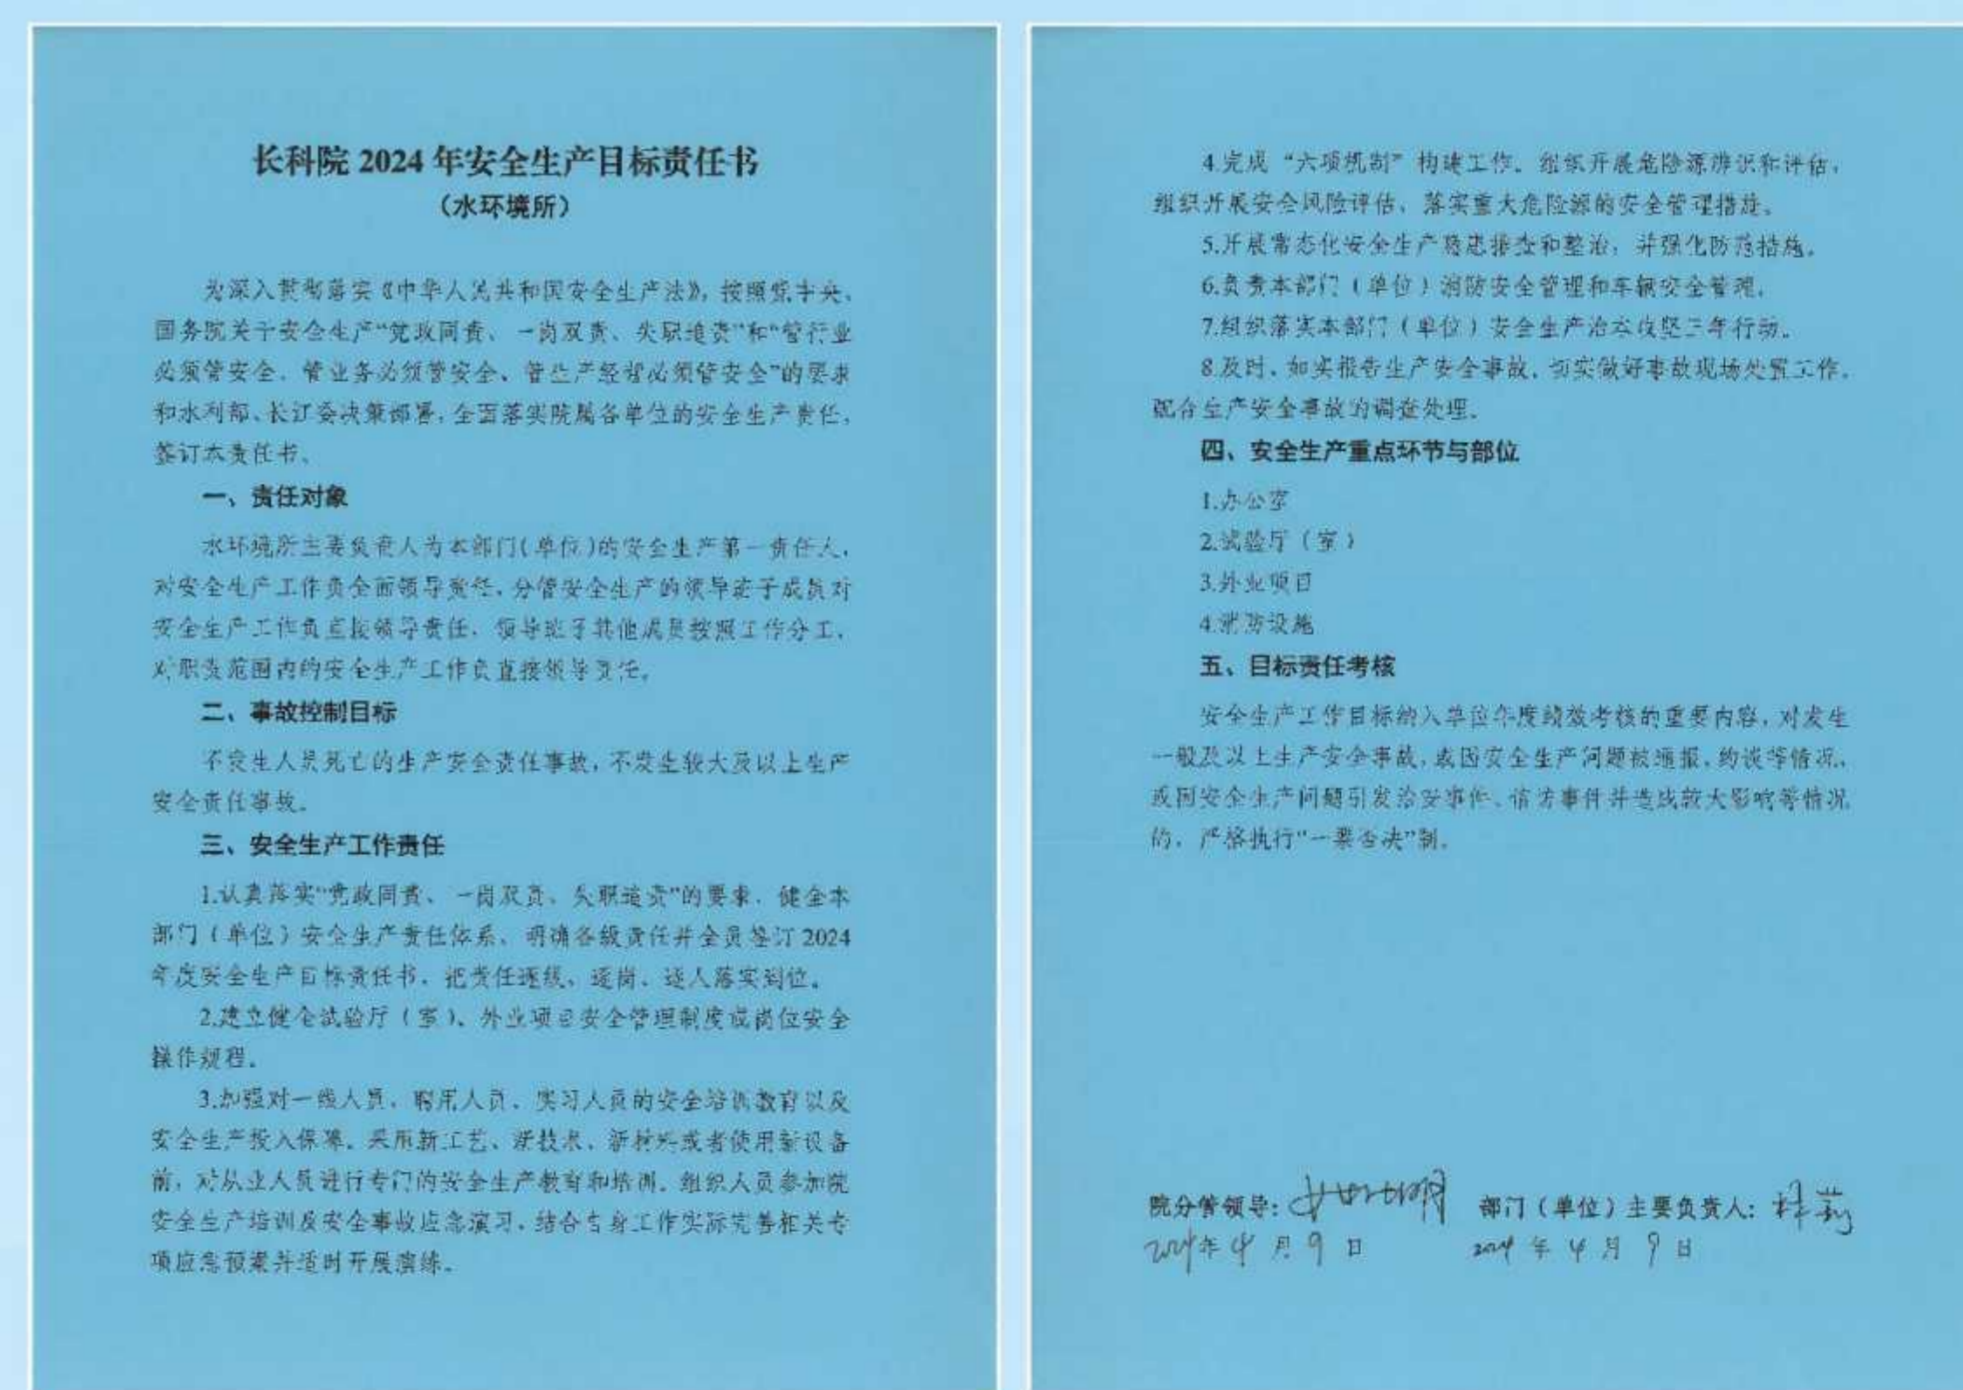 长科院 2024 年安全生产目标责任书
（水环境所）
为深入贯彻落实《中华人民共和国安全生产法》，按照党中央、
国务院关于安全生产“党政同责、一岗双责、失职追责”和“管行业
必须管安全、管业务必须管安全、管生产经营必须管安全”的要求
和水利部、长江委决策部署，全面落实院属各单位的安全生产责任，
签订本责任书。
一、责任对象
水环境所主要负责人为本部门（单位）的安全生产第一责任人，
对安全生产工作负全面领导责任，分管安全生产的领导班子成员对
安全生产工作负直接领导责任，领导班子其他成员按照工作分工，
对职责范围内的安全生产工作负直接领导责任。
二、事故控制目标
不发生人员死亡的生产安全责任事故，不发生较大及以上生产
安全责任事故。
三、安全生产工作责任
1.认真落实“党政同责、一岗双责、失职追责”的要求，健全本
部门（单位）安全生产责任体系，明确各级责任并全员签订 2024
年度安全生产目标责任书，把责任逐级、逐岗、逐人落实到位。
2.建立健全试验厅（室）、外业项目安全管理制度或岗位安全
操作规程。
3.加强对一线人员、聘用人员、实习人员的安全培训教育以及
安全生产投入保障。采用新工艺、新技术、新材料或者使用新设备
前，对从业人员进行专门的安全生产教育和培训。组织人员参加院
安全生产培训及安全事故应急演习，结合自身工作实际完善相关专
项应急预案并适时开展演练。
4.完成“六项机制”构建工作。组织开展危险源辨识和评估，
组织开展安全风险评估，落实重大危险源的安全管理措施。
5.开展常态化安全生产隐患排查和整治，并强化防范措施。
6.负责本部门（单位）消防安全管理和车辆安全管理。
7.组织落实本部门（单位）安全生产治本攻坚三年行动。
8.及时、如实报告生产安全事故，切实做好事故现场处置工作，
配合生产安全事故的调查处理。
四、安全生产重点环节与部位
1.办公室
2.试验厅（室）
3.外业项目
4.消防设施
五、目标责任考核
安全生产工作目标纳入单位年度绩效考核的重要内容，对发生
一般及以上生产安全事故，或因安全生产问题被通报、约谈等情况，
或因安全生产问题引发治安事件、信访事件并造成较大影响等情况
的，严格执行“一票否决”制。
院分管领导： 部门（单位）主要负责人：林莉
2024年4月9日 2024年4月9日